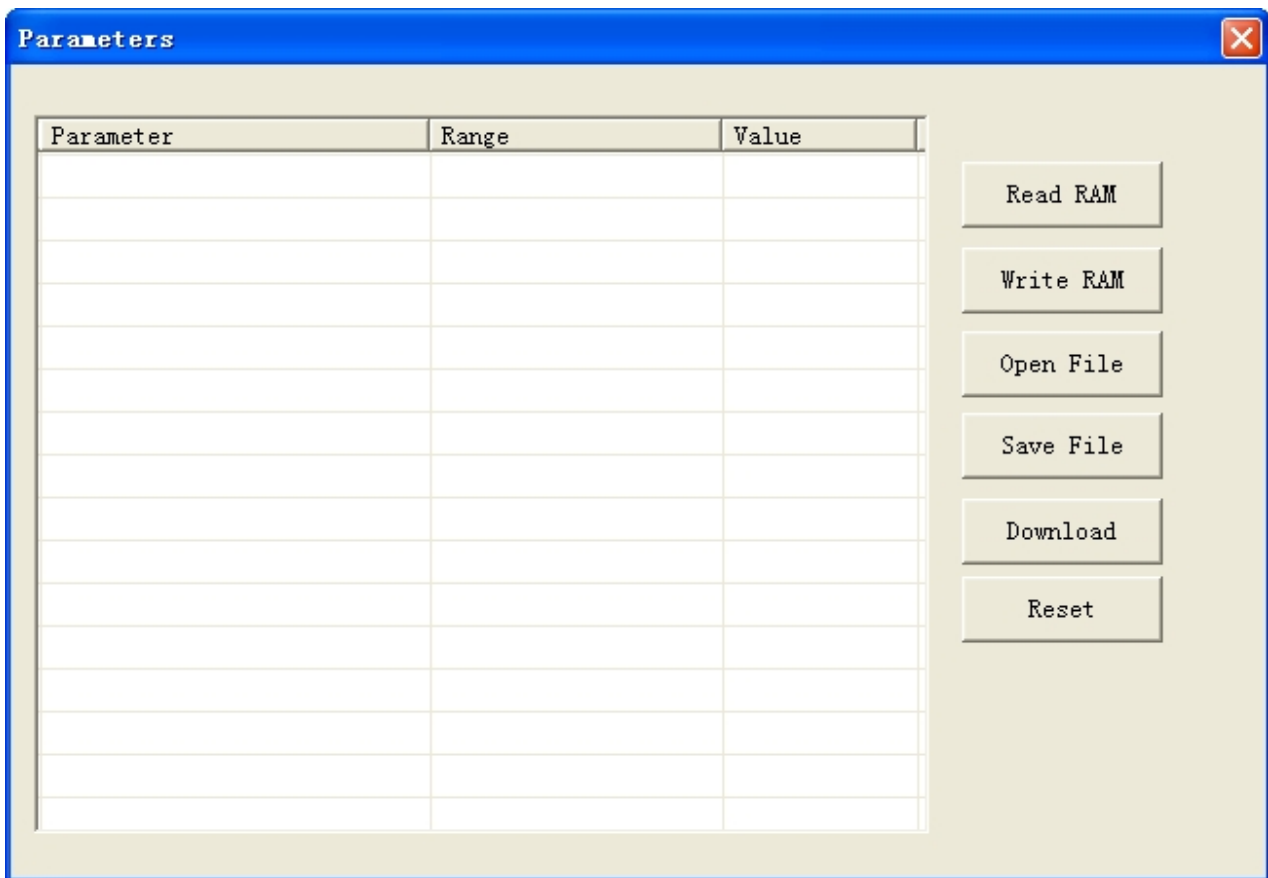 Parameters
Parameter Range Value
Read RAM
Write RAM
Open File
Save File
Download
Reset